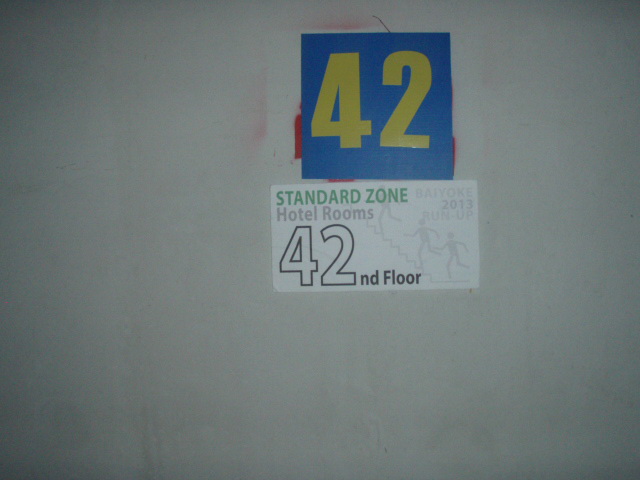 42
STANDARD ZONE
Hotel Rooms
42nd Floor
BAIYOKE
2013
RUN-UP